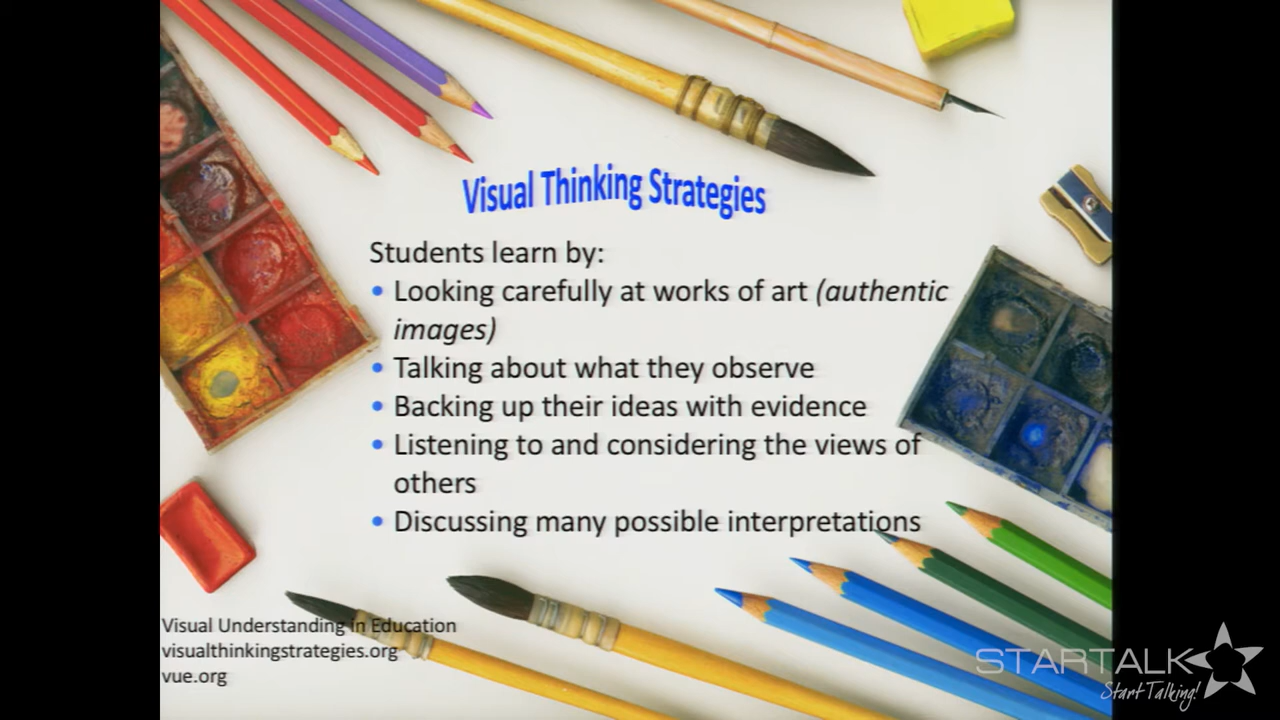 Visual Thinking Strategies
Students learn by:
• Looking carefully at works of art (authentic
images)
• Talking about what they observe
• Backing up their ideas with evidence
• Listening to and considering the views of
others
• Discussing many possible interpretations
Visual Understanding in Education
visualthinkingstrategies.org
vue.org
STARTALK
Start Talking!